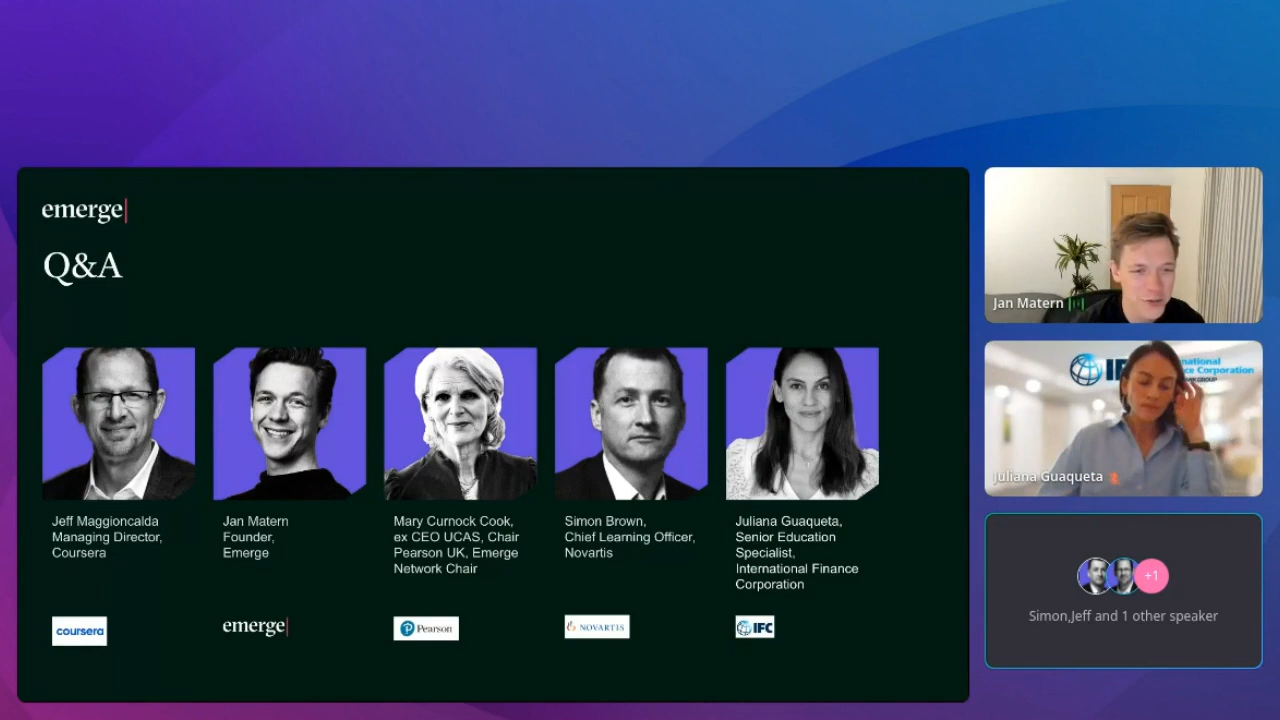 emerge
Q&A
Jeff Maggioncalda
Managing Director,
Coursera
coursera
Jan Matern
Founder,
Emerge
emerge
Mary Curnock Cook,
ex CEO UCAS, Chair
Pearson UK, Emerge
Network Chair
Pearson
Simon Brown,
Chief Learning Officer,
Novartis
NOVARTIS
Juliana Guaqueta,
Senior Education
Specialist,
International Finance
Corporation
IFC
Jan Matern
Corporation
Juliana Guaqueta
+1
Simon,Jeff and 1 other speaker